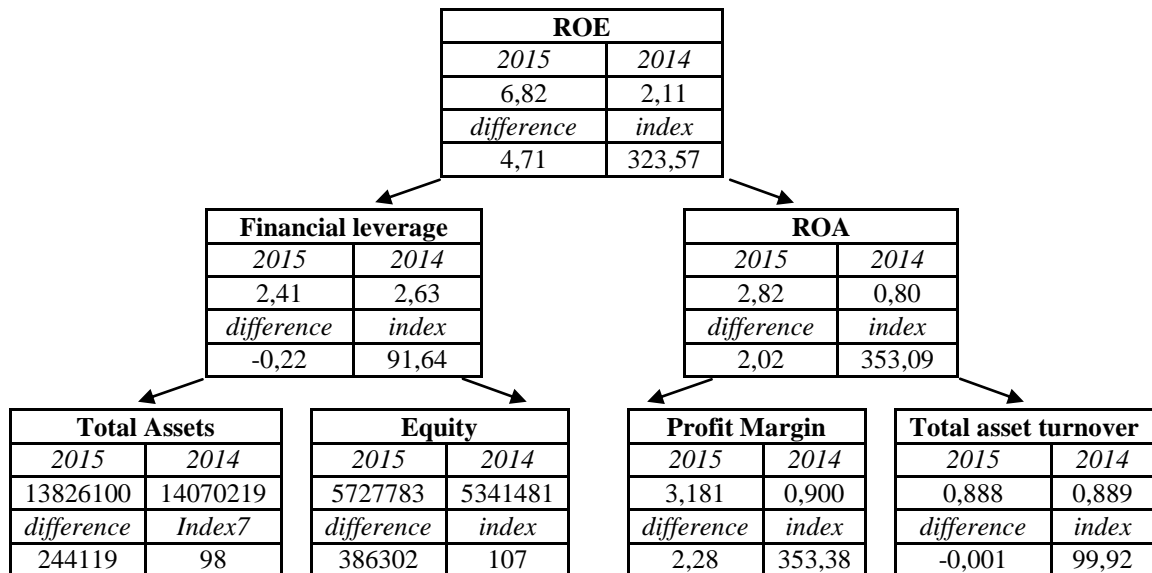 ROE
2015 2014
6,82 2,11
difference index
4,71 323,57
Financial leverage
2015 2014
2,41 2,63
difference index
-0,22 91,64
ROA
2015 2014
2,82 0,80
difference index
2,02 353,09
Total Assets
2015 2014
13826100 14070219
difference Index7
244119 98
Equity
2015 2014
5727783 5341481
difference index
386302 107
Profit Margin
2015 2014
3,181 0,900
difference index
2,28 353,38
Total asset turnover
2015 2014
0,888 0,889
difference index
-0,001 99,92